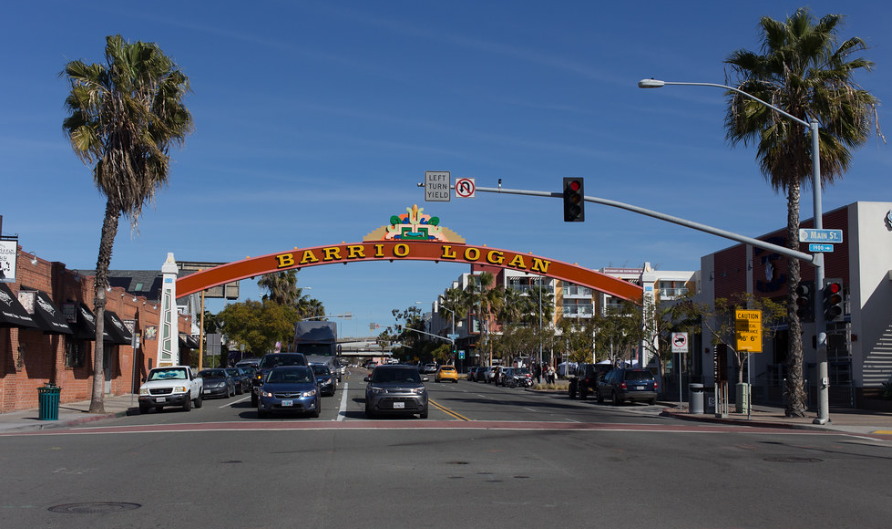 LEFT
TURN
YIELD
BARRIO LOGAN
Main St.
CAUTION